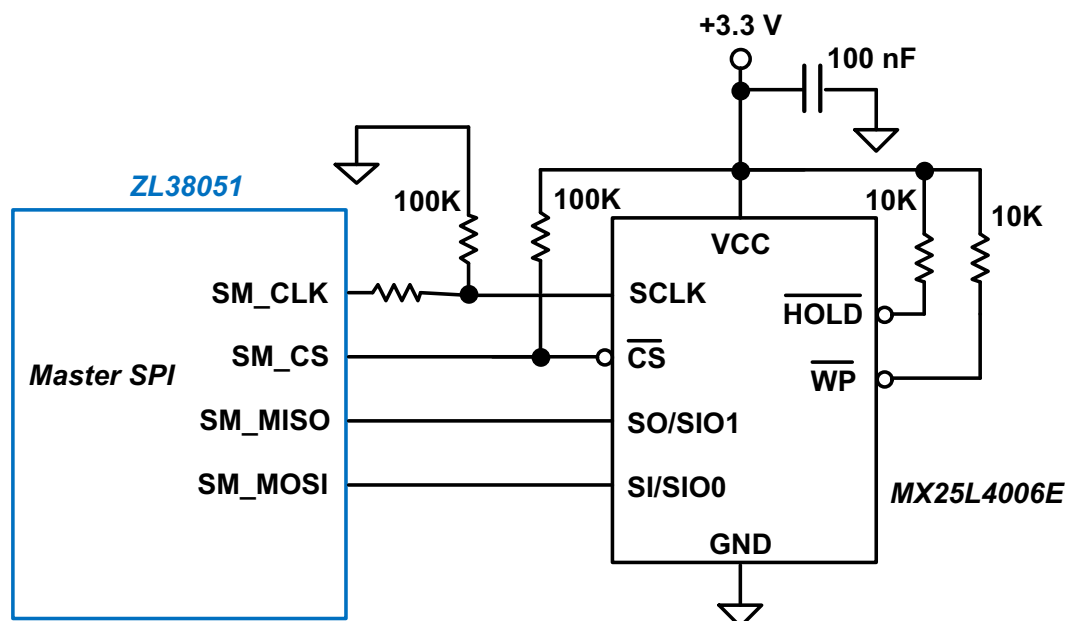 +3.3 V
100 nF
ZL38051
100K
100K
10K
10K
VCC
SM_CLK
SCLK
HOLD
SM_CS
CS
Master SPI
WP
SM_MISO
SO/SIO1
SM_MOSI
SI/SIO0
MX25L4006E
GND